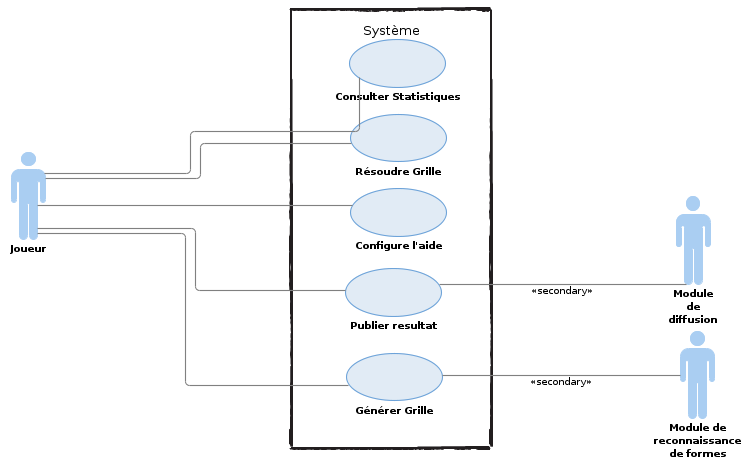 Système
Consulter Statistiques
Résoudre Grille
Configure l'aide
Joueur
«secondary»
Module
de
diffusion
Publier resultat
«secondary»
Générer Grille
Module de
reconnaissance
de formes